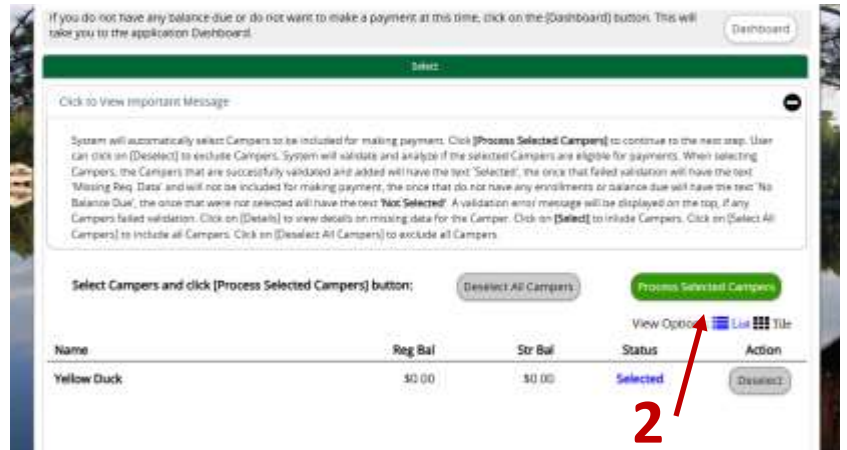 If you do not have any balance due or do not want to make a payment at this time, click on the [Dashboard] button. This will
take you to the application Dashboard.
Dashboard
Select
Click to View Important Message
System will automatically select Campers to be included for making payment. Click [Process Selected Campers] to continue to the next step. User
can click on [Deselect] to exclude Campers. System will validate and analyze if the selected Campers are eligible for payments. When selecting
Campers, the Campers that are successfully validated and added will have the text 'Selected', the once that failed validation will have the text
'Missing Req. Data' and will not be included for making payment, the once that do not have any enrollments or balance due will have the text 'No
Balance Due', the once that were not selected will have the text 'Not Selected'. A validation error message will be displayed on the top, if any
Campers failed validation. Click on [Details] to view details on missing data for the Camper. Click on [Select] to inlude Campers. Click on [Select All
Campers] to include all Campers. Click on [Deselect All Campers] to exclude all Campers.
Select Campers and click [Process Selected Campers] button:
Deselect All Campers
Process Selected Campers
View Option: List Tile
Name Reg Bal Str Bal Status Action
Yellow Duck $0.00 $0.00 Selected Deselect
2